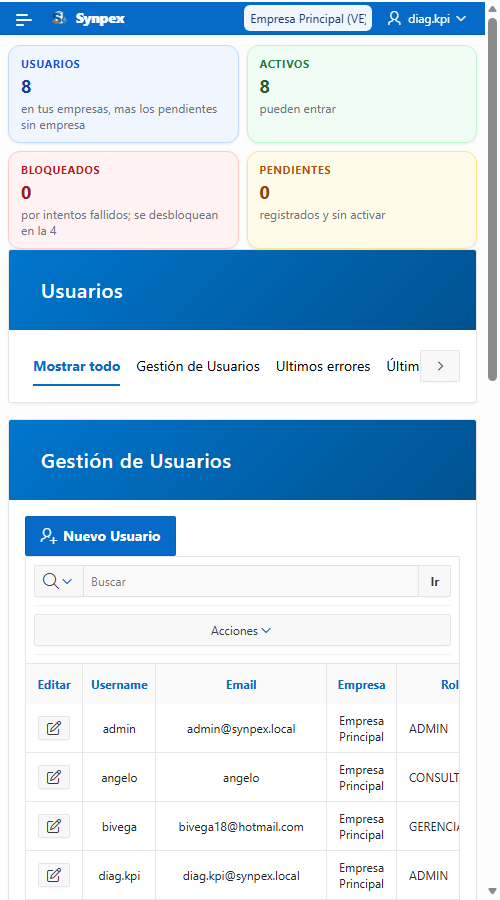 Synpex
Empresa Principal (VE)
diag.kpi
USUARIOS
8
en tus empresas, mas los pendientes
sin empresa
ACTIVOS
8
pueden entrar
BLOQUEADOS
0
por intentos fallidos; se desbloquean
en la 4
PENDIENTES
0
registrados y sin activar
Usuarios
Mostrar todo Gestión de Usuarios Ultimos errores Últim
Gestión de Usuarios
Nuevo Usuario
Buscar
Ir
Acciones
Editar Username Email Empresa Rol
admin admin@synpex.local Empresa Principal ADMIN
angelo angelo Empresa Principal CONSULT
bivega bivega18@hotmail.com Empresa Principal GERENCIA
diag.kpi diag.kpi@synpex.local Empresa Principal ADMIN